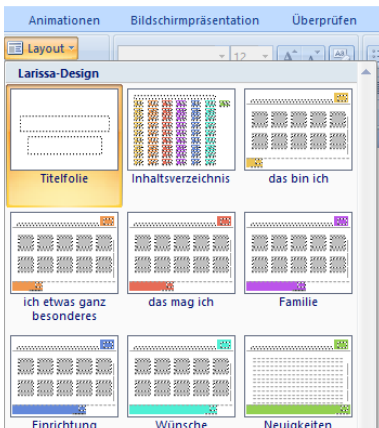 Animationen Bildschirmpräsentation Überprüfen
Layout 12 A A
Larissa-Design
Titelfolie Inhaltsverzeichnis das bin ich
ich etwas ganz besonderes das mag ich Familie
Einrichtung Wünsche Neuigkeiten